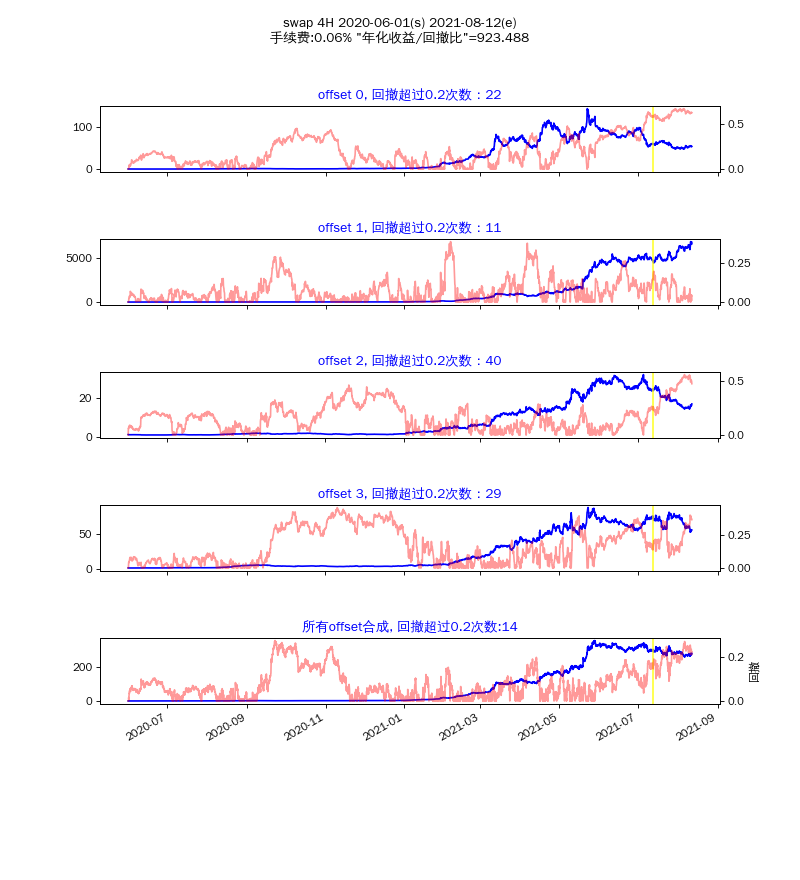 swap 4H 2020-06-01(s) 2021-08-12(e)
手续费:0.06% "年化收益/回撤比"=923.488
offset 0, 回撤超过0.2次数：22
100
0
0.5
0.0
offset 1, 回撤超过0.2次数：11
5000
0
0.25
0.00
offset 2, 回撤超过0.2次数：40
20
0
0.5
0.0
offset 3, 回撤超过0.2次数：29
50
0
0.25
0.00
所有offset合成, 回撤超过0.2次数:14
200
0
0.2
0.0
回撤
2020-07 2020-09 2020-11 2021-01 2021-03 2021-05 2021-07 2021-09